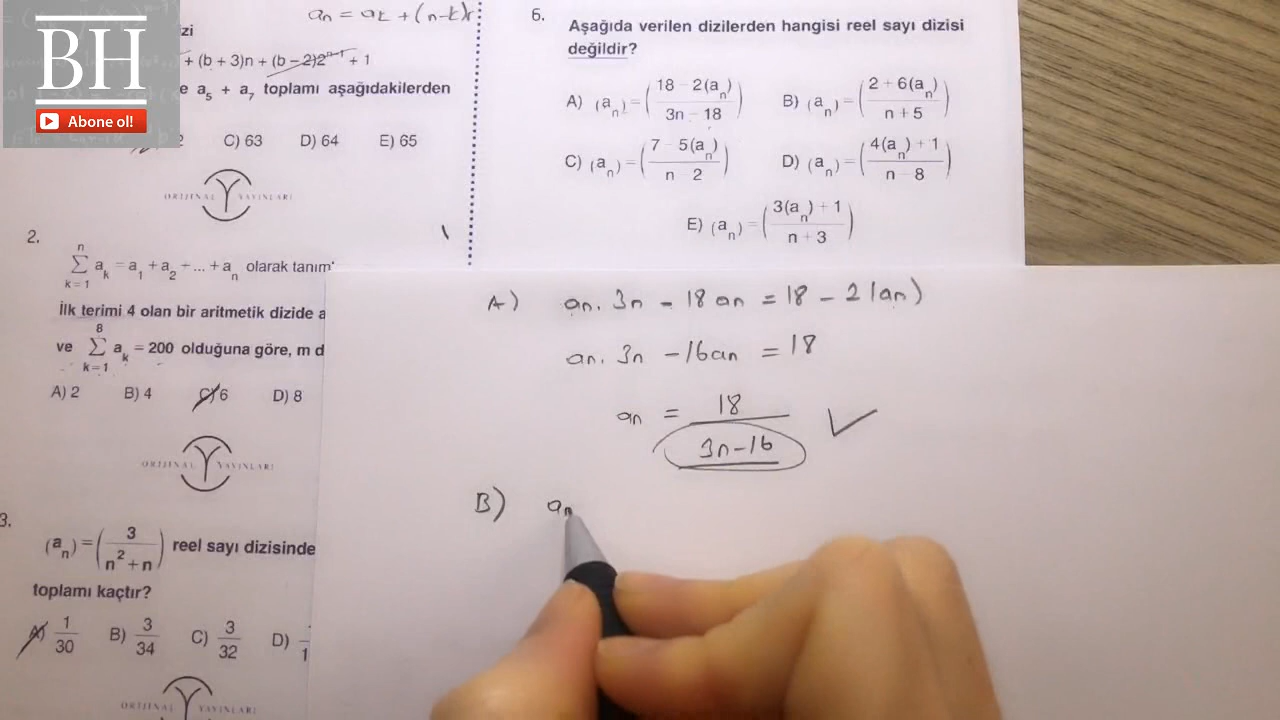 BH
Abone ol!
an = ak + (n-k)r
zi
+ (b + 3)n + (b – 2)2ⁿ⁻¹ + 1
e a₅ + a₇ toplamı aşağıdakilerden
2 C) 63 D) 64 E) 65
ORİJİNAL YAYINLARI
2.
n
∑ aₖ = a₁ + a₂ + ... + aₙ olarak tanım
k = 1
İlk terimi 4 olan bir aritmetik dizide a
8
ve ∑ aₖ = 200 olduğuna göre, m d
k = 1
A) 2 B) 4 C) 6 D) 8
ORİJİNAL YAYINLARI
3.
(aₙ) = (3 / (n² + n)) reel sayı dizisinde
toplamı kaçtır?
A) 1/30 B) 3/34 C) 3/32 D)
1
ORİJİNAL YAYINLARI
6.
Aşağıda verilen dizilerden hangisi reel sayı dizisi
değildir?
A) (aₙ) = ((18 – 2(aₙ)) / (3n – 18)) B) (aₙ) = ((2 + 6(aₙ)) / (n + 5))
C) (aₙ) = ((7 – 5(aₙ)) / (n – 2)) D) (aₙ) = ((4(aₙ) + 1) / (n – 8))
E) (aₙ) = ((3(aₙ) + 1) / (n + 3))
A) an. 3n – 18an = 18 – 2(an)
an. 3n – 16an = 18
an = 18 / (3n – 16) ✓
B) an